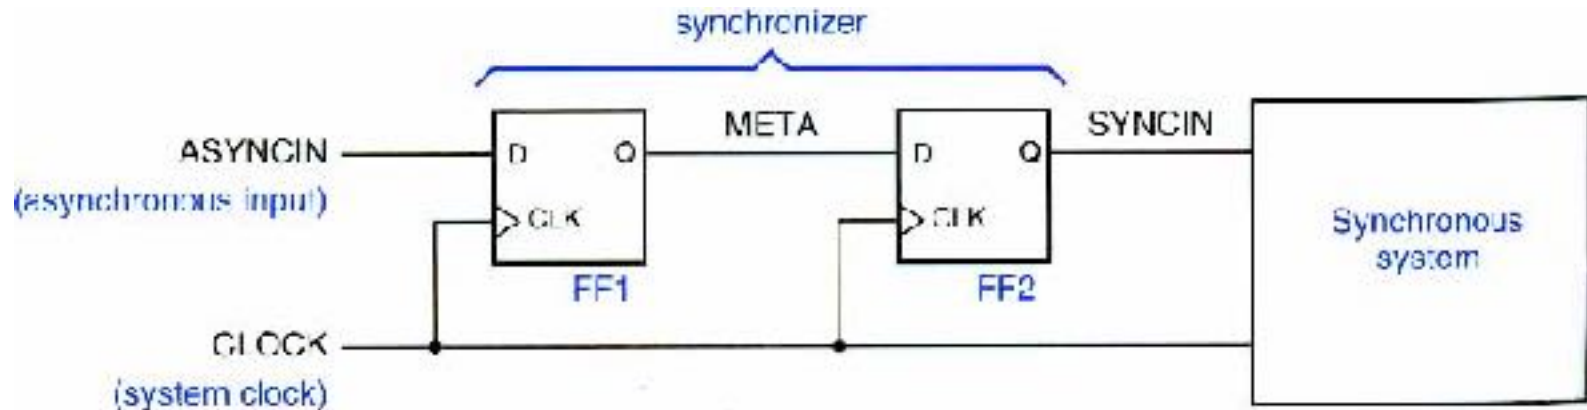 synchronizer
META
SYNCIN
ASYNCIN
D
Q
D
Q
(asynchronous input)
CLK
CLK
Synchronous
system
FF1
FF2
CLOCK
(system clock)